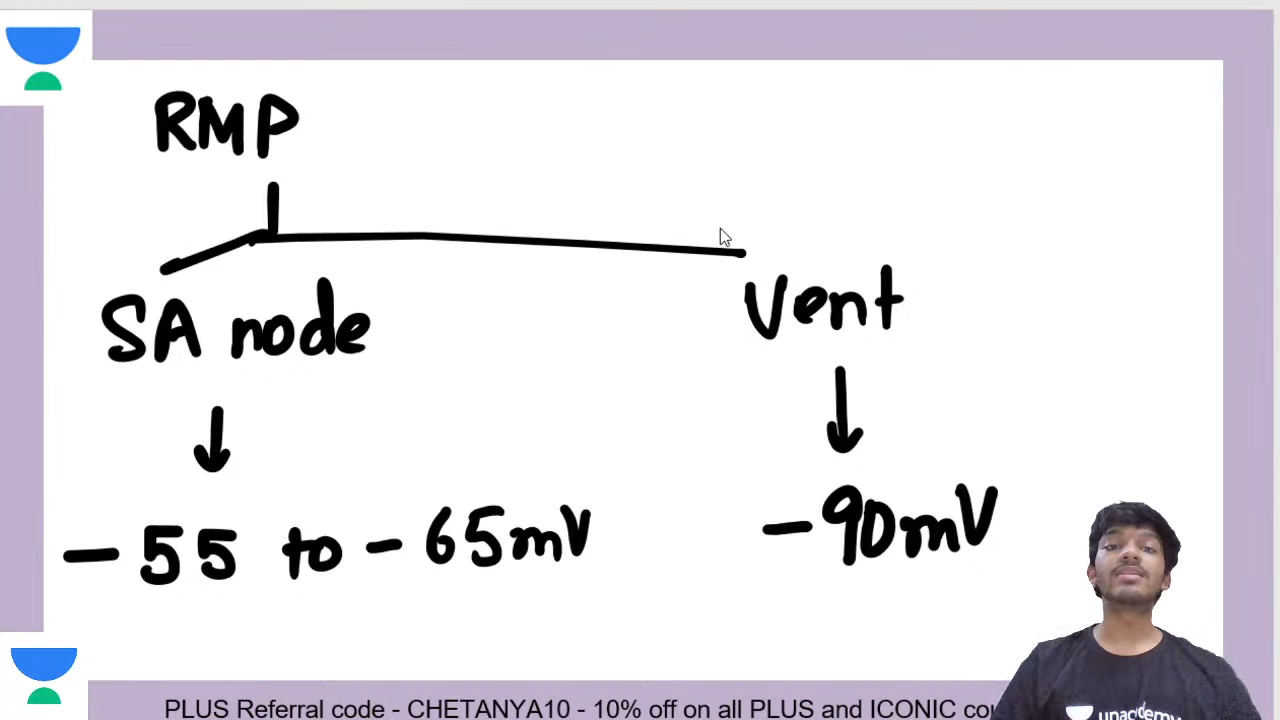 RMP
SA node
Vent
↓
↓
- 55 to - 65mV
- 90mV
PLUS Referral code - CHETANYA10 - 10% off on all PLUS and ICONIC
unacademy